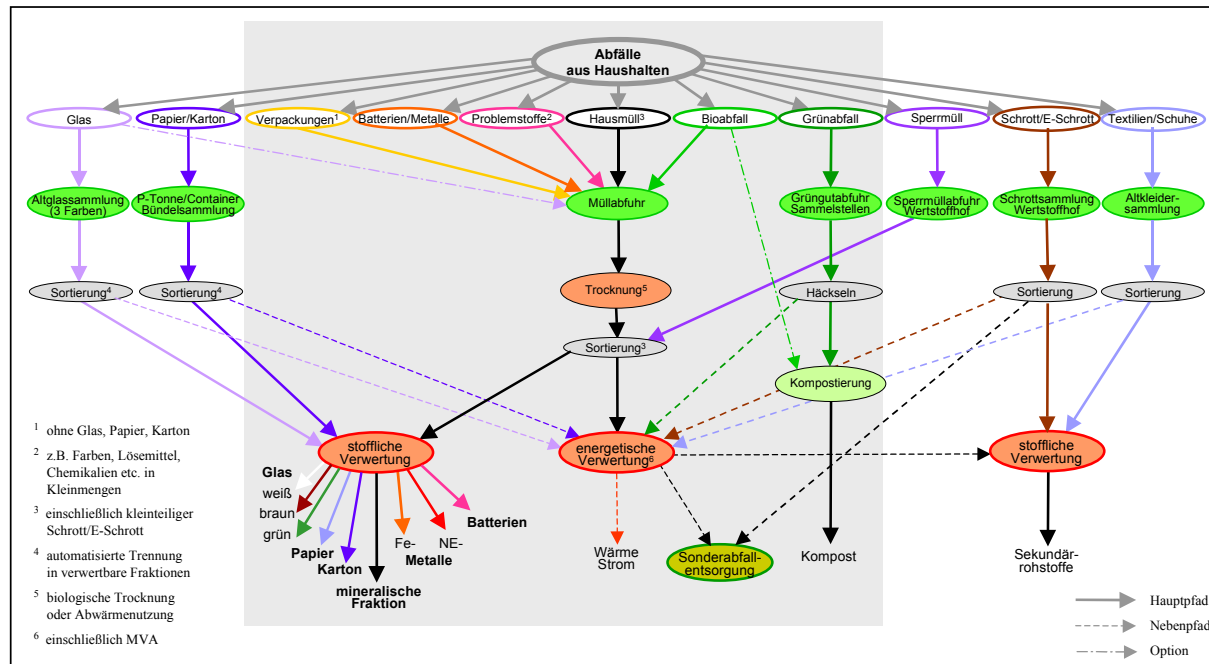 Abfälle
aus Haushalten
Glas
Papier/Karton
Verpackungen¹
Batterien/Metalle
Problemstoffe²
Hausmüll³
Bioabfall
Grünabfall
Sperrmüll
Schrott/E-Schrott
Textilien/Schuhe
Altglassammlung
(3 Farben)
P-Tonne/Container
Bündelsammlung
Müllabfuhr
Grüngutabfuhr
Sammelstellen
Sperrmüllabfuhr
Wertstoffhof
Schrottsammlung
Wertstoffhof
Altkleider-
sammlung
Sortierung⁴
Sortierung⁴
Trocknung⁵
Häckseln
Sortierung
Sortierung
Sortierung³
Kompostierung
stoffliche
Verwertung
energetische
Verwertung⁶
stoffliche
Verwertung
Glas
weiß
braun
grün
Papier
Karton
mineralische
Fraktion
Fe-
NE-
Metalle
Batterien
Wärme
Strom
Sonderabfall-
entsorgung
Kompost
Sekundär-
rohstoffe
¹ ohne Glas, Papier, Karton
² z.B. Farben, Lösemittel,
Chemikalien etc. in
Kleinmengen
³ einschließlich kleinteiliger
Schrott/E-Schrott
⁴ automatisierte Trennung
in verwertbare Fraktionen
⁵ biologische Trocknung
oder Abwärmenutzung
⁶ einschließlich MVA
Hauptpfad
Nebenpfad
Option